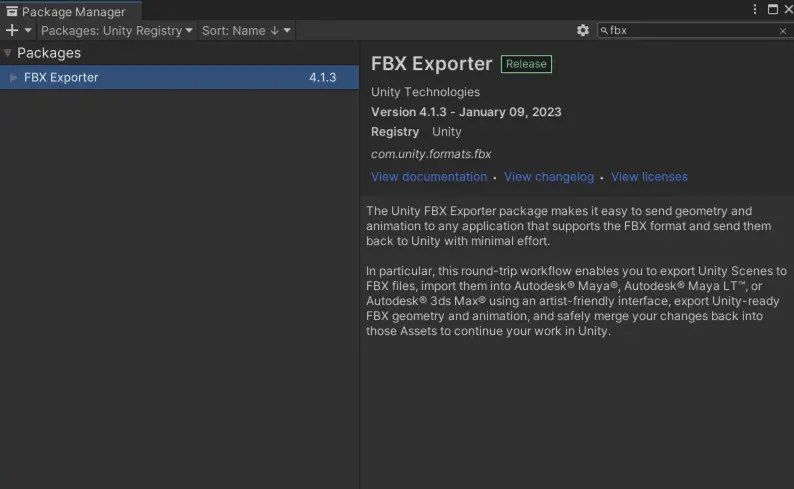 Package Manager
Packages: Unity Registry Sort: Name ↓ fbx
Packages
FBX Exporter 4.1.3
FBX Exporter Release
Unity Technologies
Version 4.1.3 - January 09, 2023
Registry Unity
com.unity.formats.fbx
View documentation • View changelog • View licenses
The Unity FBX Exporter package makes it easy to send geometry and
animation to any application that supports the FBX format and send them
back to Unity with minimal effort.
In particular, this round-trip workflow enables you to export Unity Scenes to
FBX files, import them into Autodesk® Maya®, Autodesk® Maya LT™, or
Autodesk® 3ds Max® using an artist-friendly interface, export Unity-ready
FBX geometry and animation, and safely merge your changes back into
those Assets to continue your work in Unity.